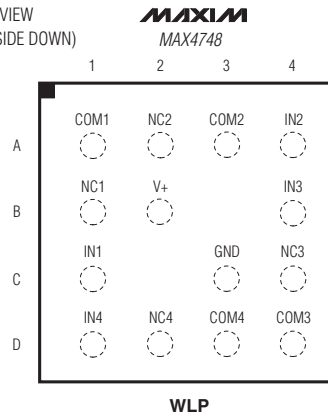 VIEW
SIDE DOWN)
MAXIM
MAX4748
1 2 3 4
A COM1 NC2 COM2 IN2
B NC1 V+ IN3
C IN1 GND NC3
D IN4 NC4 COM4 COM3
WLP